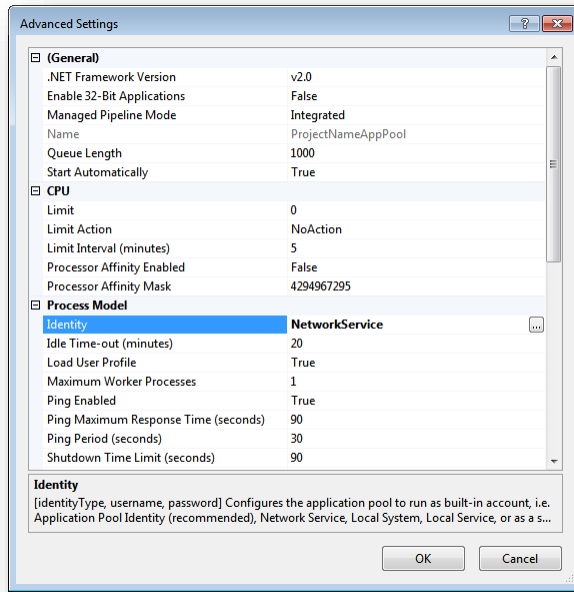 Advanced Settings
(General)
.NET Framework Version v2.0
Enable 32-Bit Applications False
Managed Pipeline Mode Integrated
Name ProjectNameAppPool
Queue Length 1000
Start Automatically True
CPU
Limit 0
Limit Action NoAction
Limit Interval (minutes) 5
Processor Affinity Enabled False
Processor Affinity Mask 4294967295
Process Model
Identity NetworkService ...
Idle Time-out (minutes) 20
Load User Profile True
Maximum Worker Processes 1
Ping Enabled True
Ping Maximum Response Time (seconds) 90
Ping Period (seconds) 30
Shutdown Time Limit (seconds) 90
Identity
[identityType, username, password] Configures the application pool to run as built-in account, i.e.
Application Pool Identity (recommended), Network Service, Local System, Local Service, or as a s...
OK Cancel